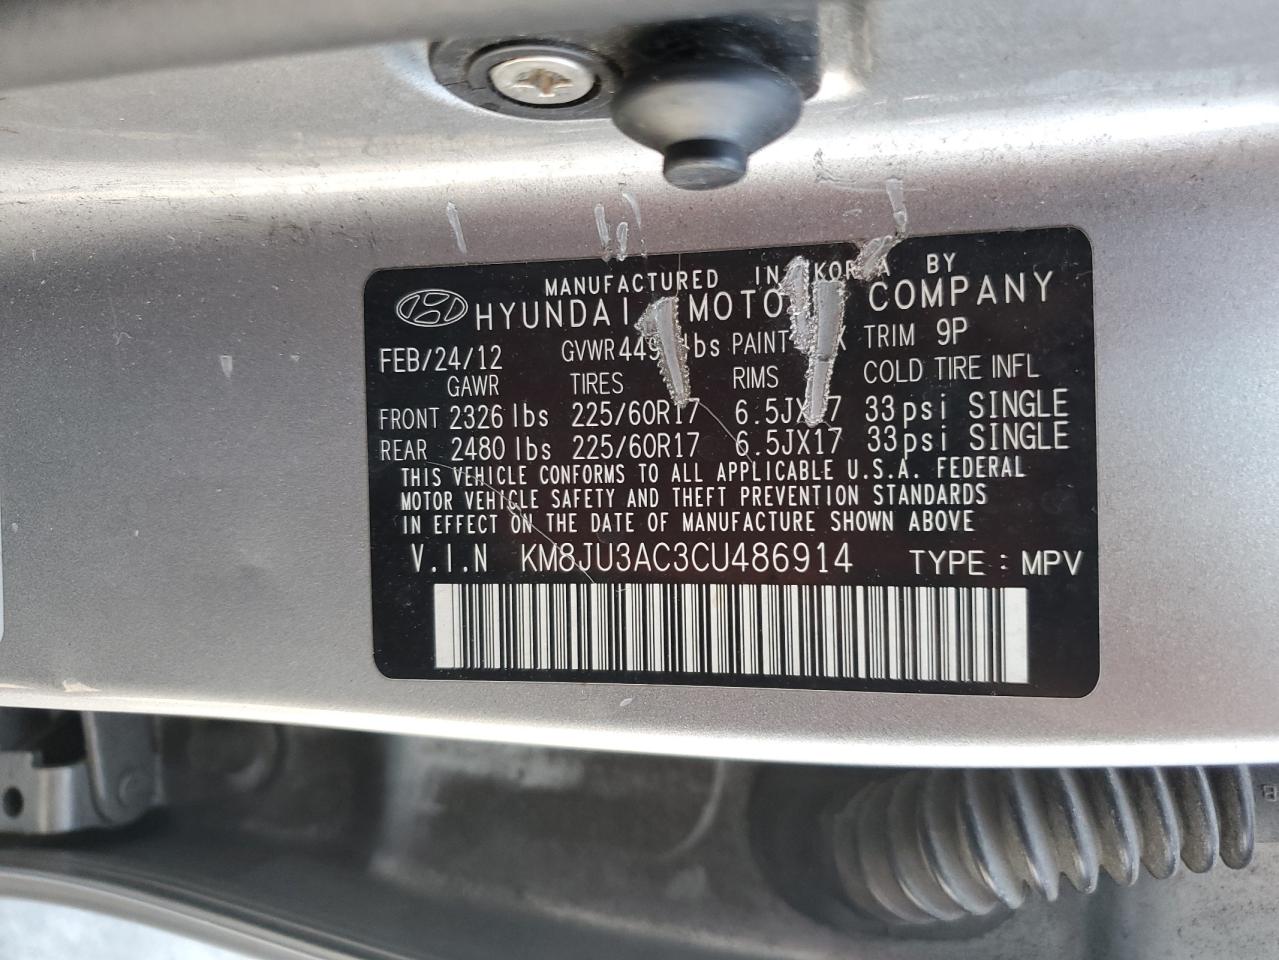 MANUFACTURED IN KOREA BY
HYUNDAI MOTOR COMPANY
FEB/24/12 GVWR lbs PAINT TRIM 9P
GAWR TIRES RIMS COLD TIRE INFL
FRONT 2326 lbs 225/60R17 6.5JX17 33psi SINGLE
REAR 2480 lbs 225/60R17 6.5JX17 33psi SINGLE
THIS VEHICLE CONFORMS TO ALL APPLICABLE U.S.A. FEDERAL
MOTOR VEHICLE SAFETY AND THEFT PREVENTION STANDARDS
IN EFFECT ON THE DATE OF MANUFACTURE SHOWN ABOVE
V.I.N KM8JU3AC3CU486914 TYPE : MPV